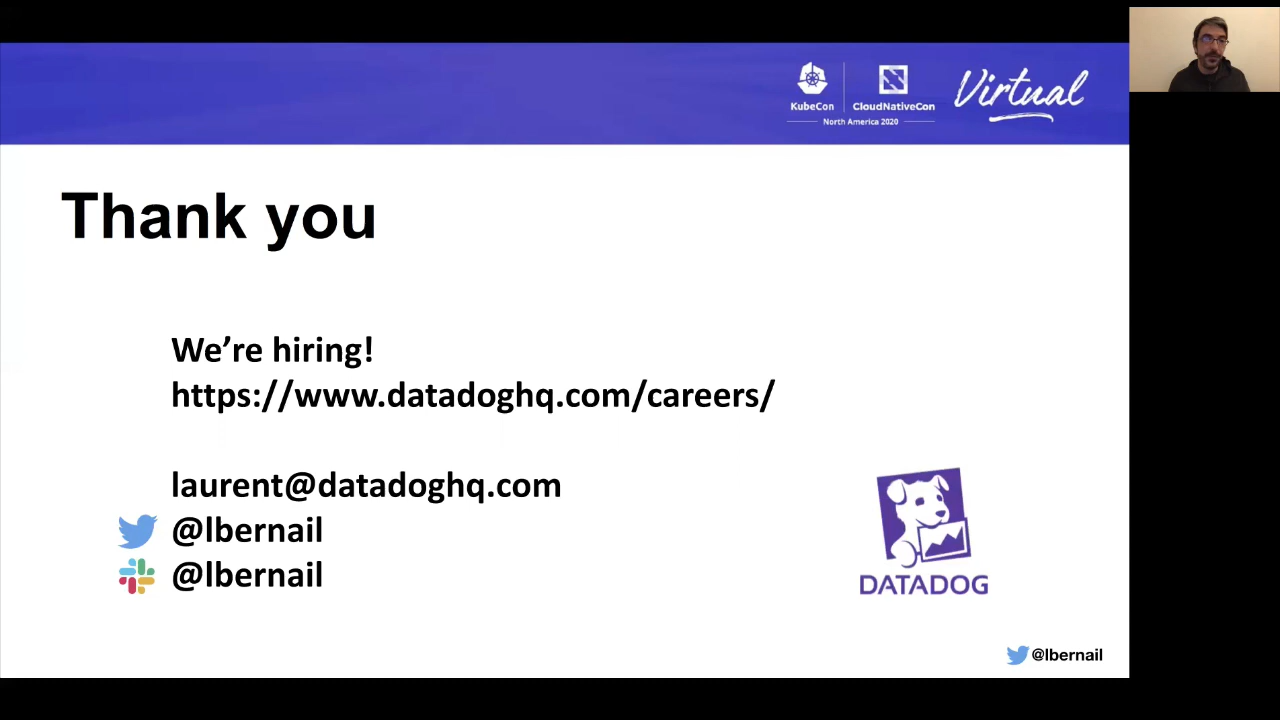 KubeCon
CloudNativeCon
North America 2020
Virtual
Thank you
We’re hiring!
https://www.datadoghq.com/careers/
laurent@datadoghq.com
@lbernail
@lbernail
DATADOG
@lbernail